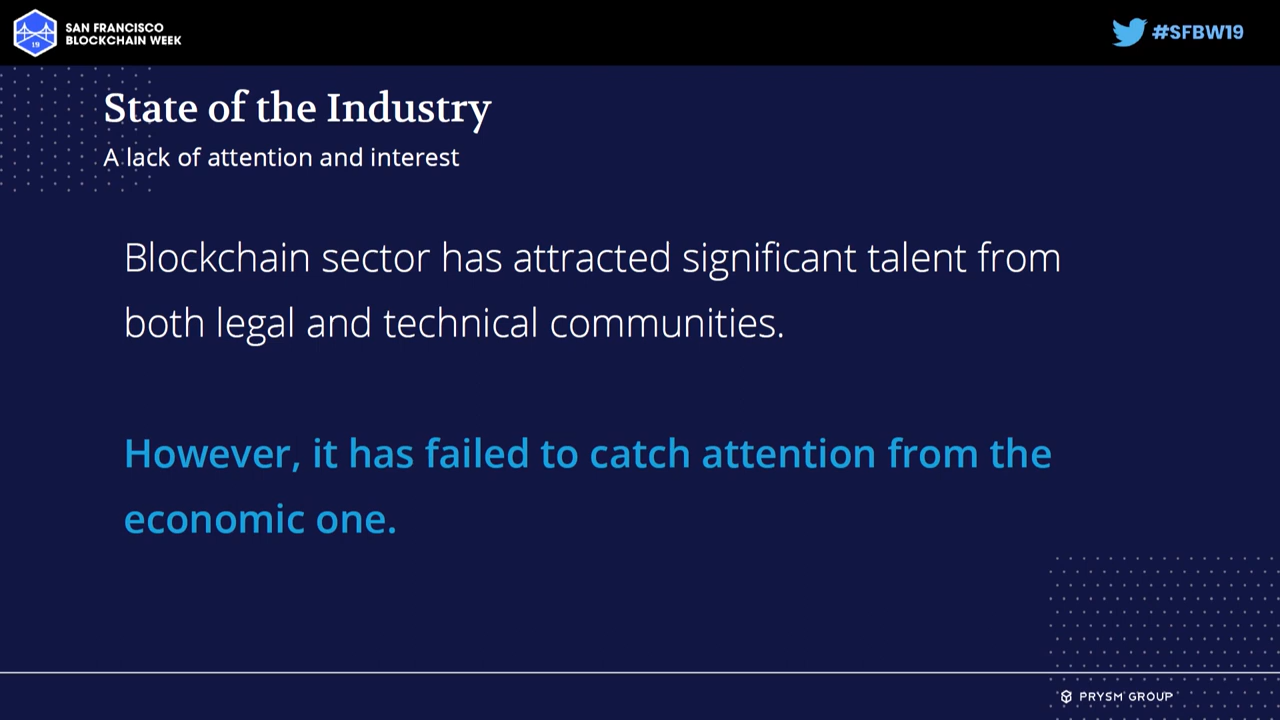 SAN FRANCISCO
BLOCKCHAIN WEEK
19
#SFBW19
State of the Industry
A lack of attention and interest
Blockchain sector has attracted significant talent from
both legal and technical communities.
However, it has failed to catch attention from the
economic one.
PRYSM GROUP